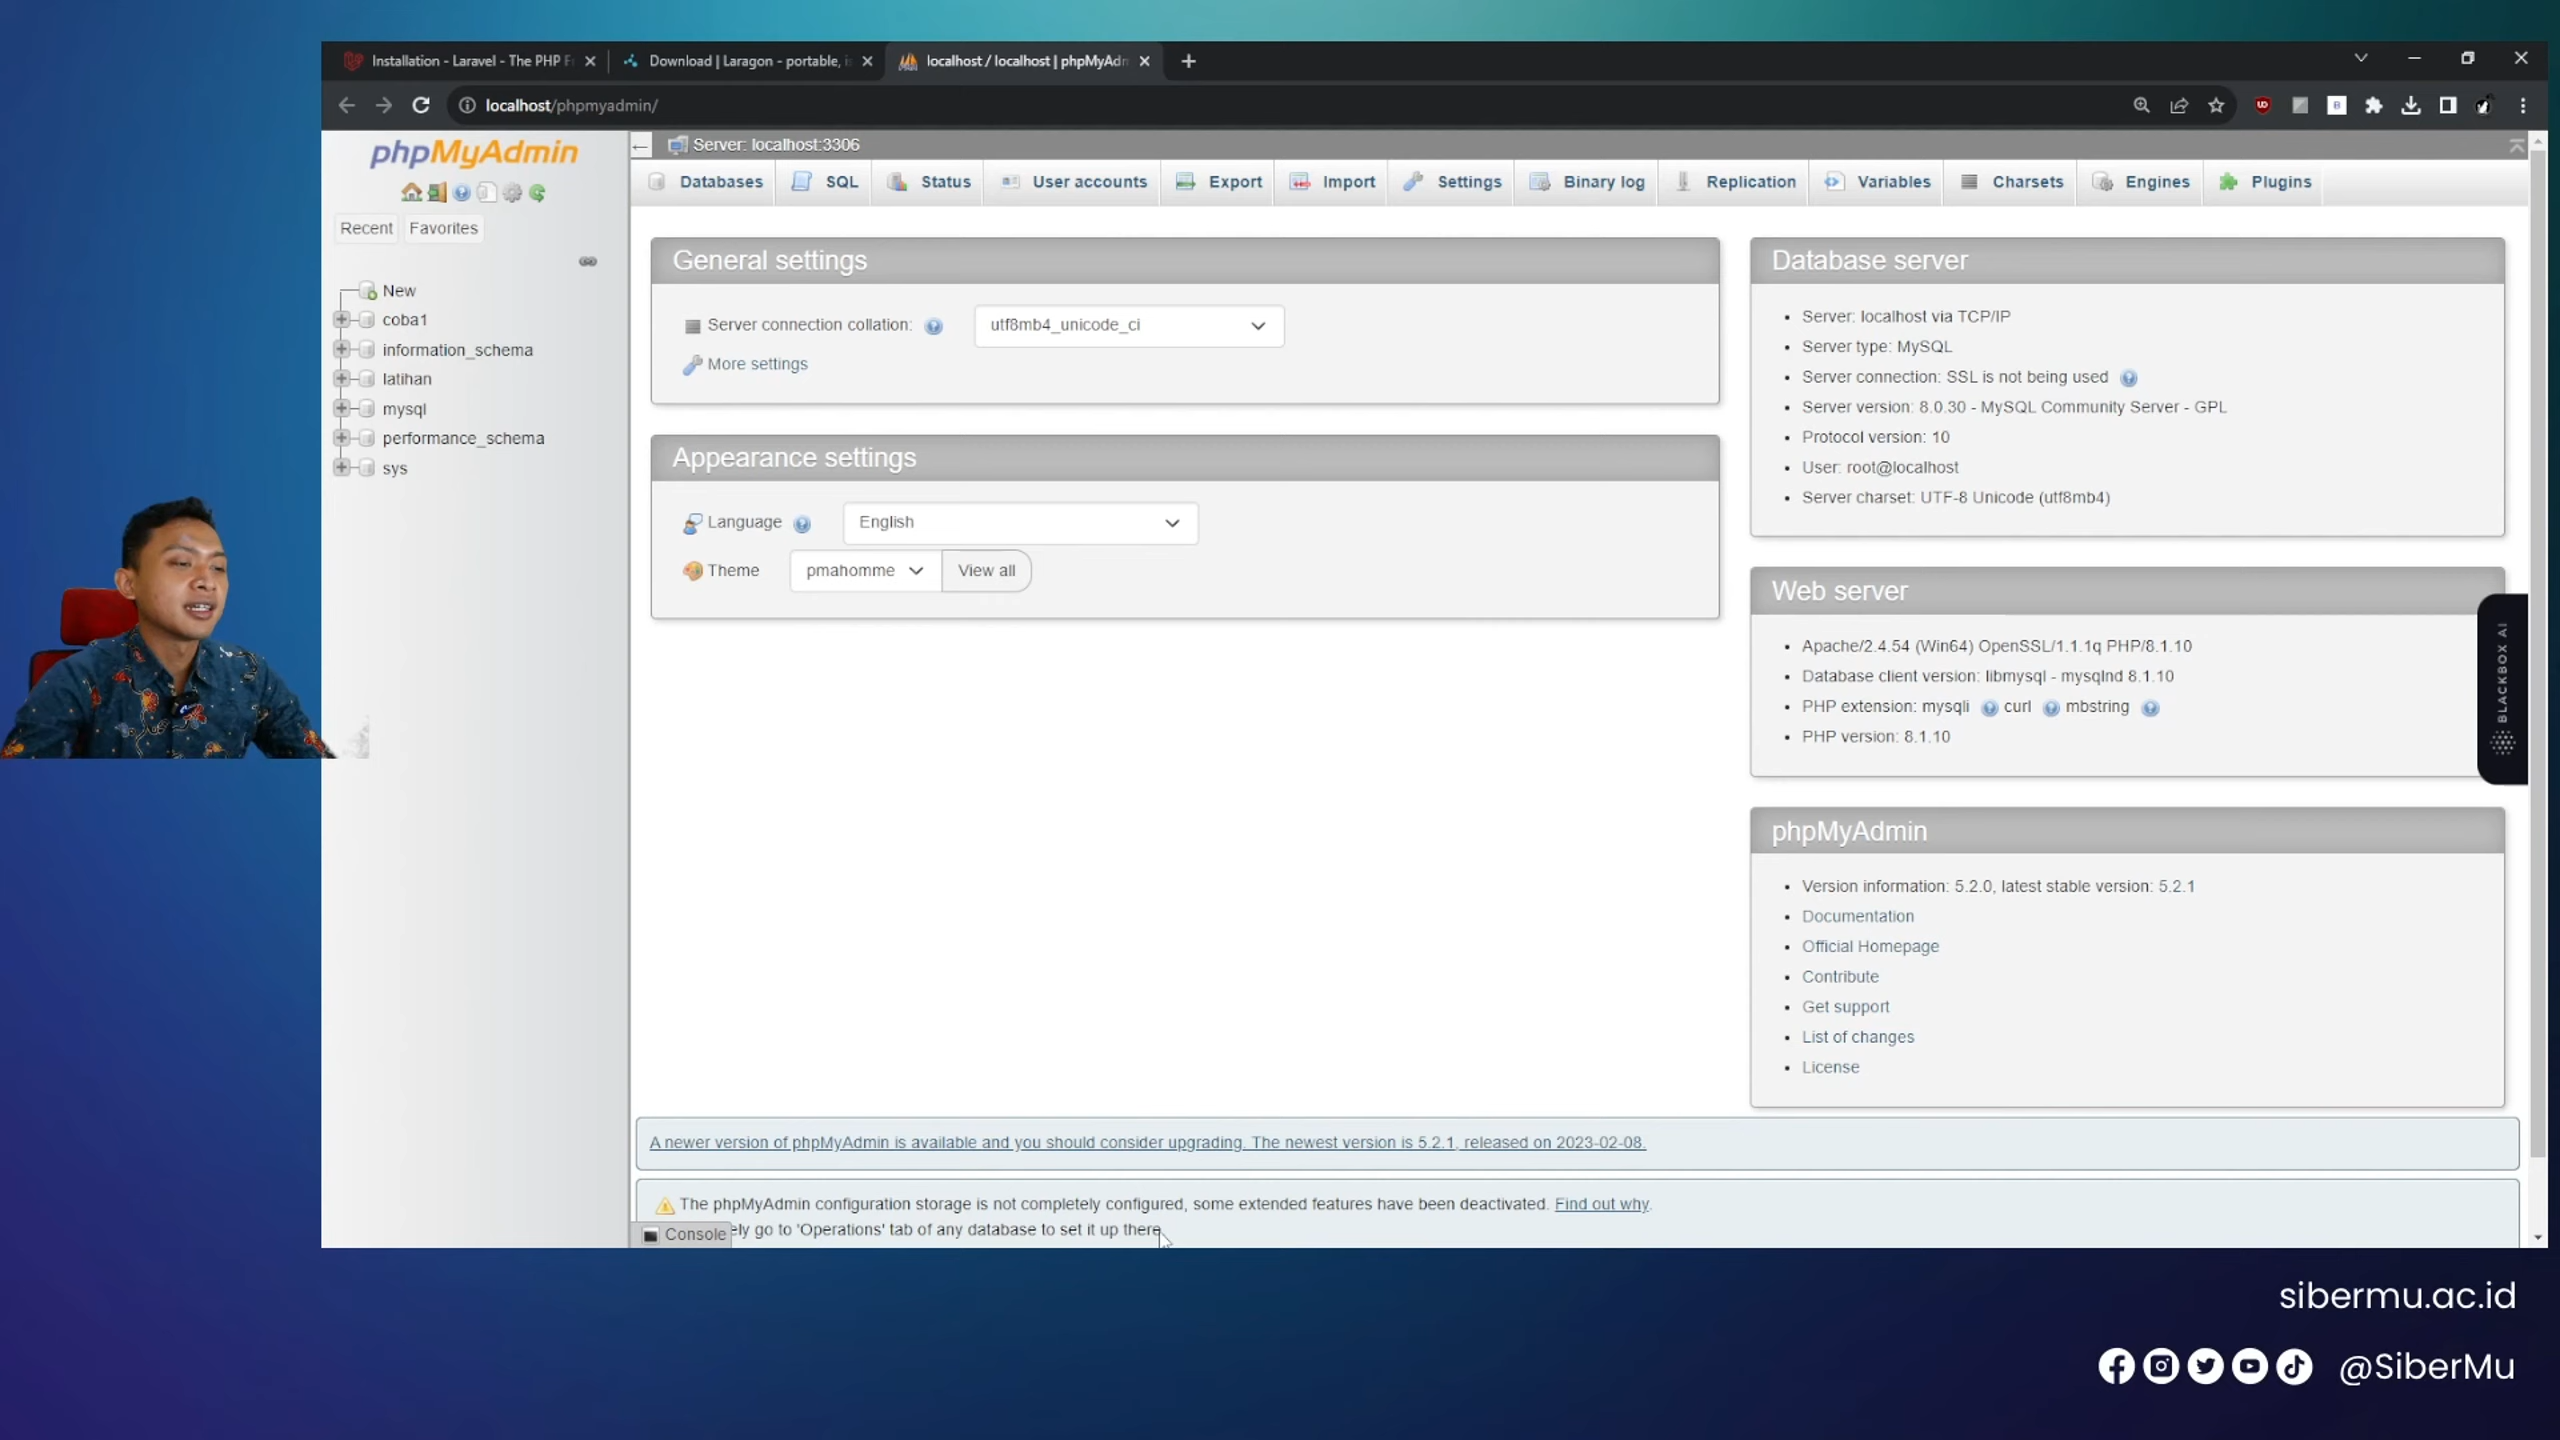 Installation - Laravel - The PHP F
Download | Laragon - portable, i
localhost / localhost | phpMyAdm
localhost/phpmyadmin/
phpMyAdmin
Recent
Favorites
New
coba1
information_schema
latihan
mysql
performance_schema
sys
Server: localhost:3306
Databases
SQL
Status
User accounts
Export
Import
Settings
Binary log
Replication
Variables
Charsets
Engines
Plugins
General settings
Server connection collation:
utf8mb4_unicode_ci
More settings
Appearance settings
Language
English
Theme
pmahomme
View all
Database server
Server: localhost via TCP/IP
Server type: MySQL
Server connection: SSL is not being used
Server version: 8.0.30 - MySQL Community Server - GPL
Protocol version: 10
User: root@localhost
Server charset: UTF-8 Unicode (utf8mb4)
Web server
Apache/2.4.54 (Win64) OpenSSL/1.1.1q PHP/8.1.10
Database client version: libmysql - mysqlnd 8.1.10
PHP extension: mysqli curl mbstring
PHP version: 8.1.10
BLACKBOX AI
phpMyAdmin
Version information: 5.2.0, latest stable version: 5.2.1
Documentation
Official Homepage
Contribute
Get support
List of changes
License
A newer version of phpMyAdmin is available and you should consider upgrading. The newest version is 5.2.1, released on 2023-02-08.
The phpMyAdmin configuration storage is not completely configured, some extended features have been deactivated. Find out why.
ely go to 'Operations' tab of any database to set it up there.
Console
sibermu.ac.id
@SiberMu